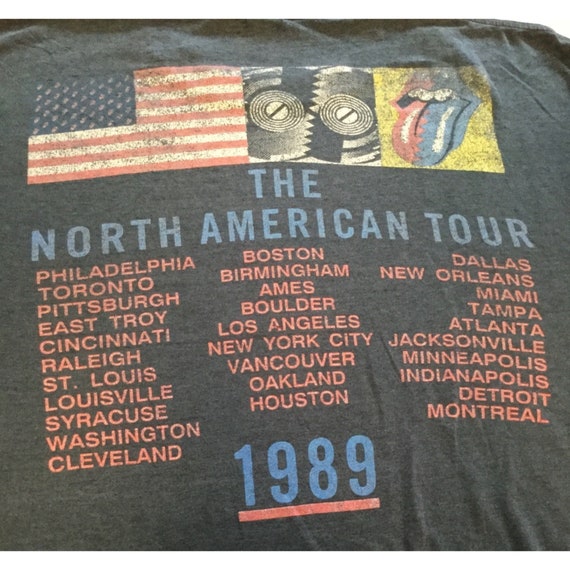 THE
NORTH AMERICAN TOUR
PHILADELPHIA
TORONTO
PITTSBURGH
EAST TROY
CINCINNATI
RALEIGH
ST. LOUIS
LOUISVILLE
SYRACUSE
WASHINGTON
CLEVELAND
BOSTON
BIRMINGHAM
AMES
BOULDER
LOS ANGELES
NEW YORK CITY
VANCOUVER
OAKLAND
HOUSTON
DALLAS
NEW ORLEANS
MIAMI
TAMPA
ATLANTA
JACKSONVILLE
MINNEAPOLIS
INDIANAPOLIS
DETROIT
MONTREAL
1989